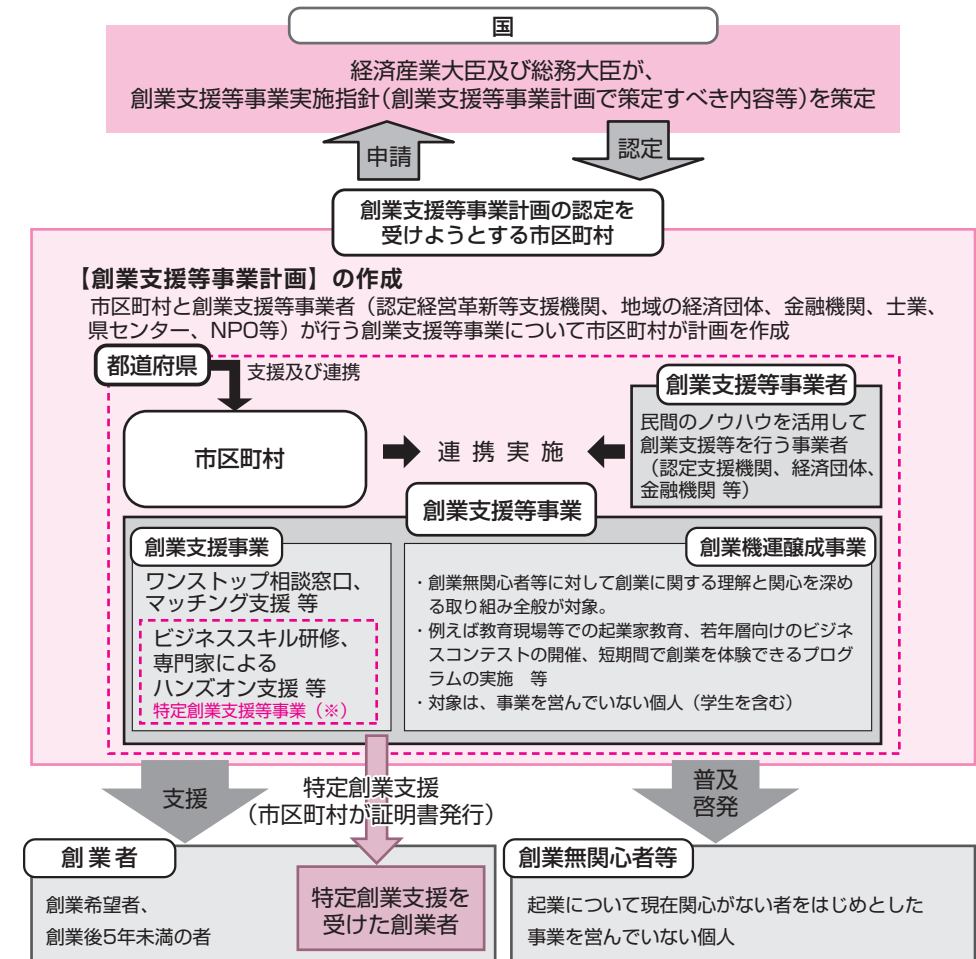 国
経済産業大臣及び総務大臣が、
創業支援等事業実施指針(創業支援等事業計画で策定すべき内容等)を策定
申請
認定
創業支援等事業計画の認定を
受けようとする市区町村
【創業支援等事業計画】の作成
市区町村と創業支援等事業者（認定経営革新等支援機関、地域の経済団体、金融機関、士業、
県センター、NPO等）が行う創業支援等事業について市区町村が計画を作成
都道府県
支援及び連携
市区町村
連携実施
創業支援等事業者
民間のノウハウを活用して
創業支援等を行う事業者
（認定支援機関、経済団体、
金融機関 等）
創業支援等事業
創業支援事業
ワンストップ相談窓口、
マッチング支援 等
ビジネススキル研修、
専門家による
ハンズオン支援 等
特定創業支援等事業（※）
創業機運醸成事業
・創業無関心者等に対して創業に関する理解と関心を深め
る取り組み全般が対象。
・例えば教育現場等での起業家教育、若年層向けのビジネ
スコンテストの開催、短期間で創業を体験できるプログ
ラムの実施　等
・対象は、事業を営んでいない個人（学生を含む）
支援
特定創業支援
（市区町村が証明書発行）
普及
啓発
創業者
創業希望者、
創業後5年未満の者
特定創業支援を
受けた創業者
創業無関心者等
起業について現在関心がない者をはじめとした
事業を営んでいない個人